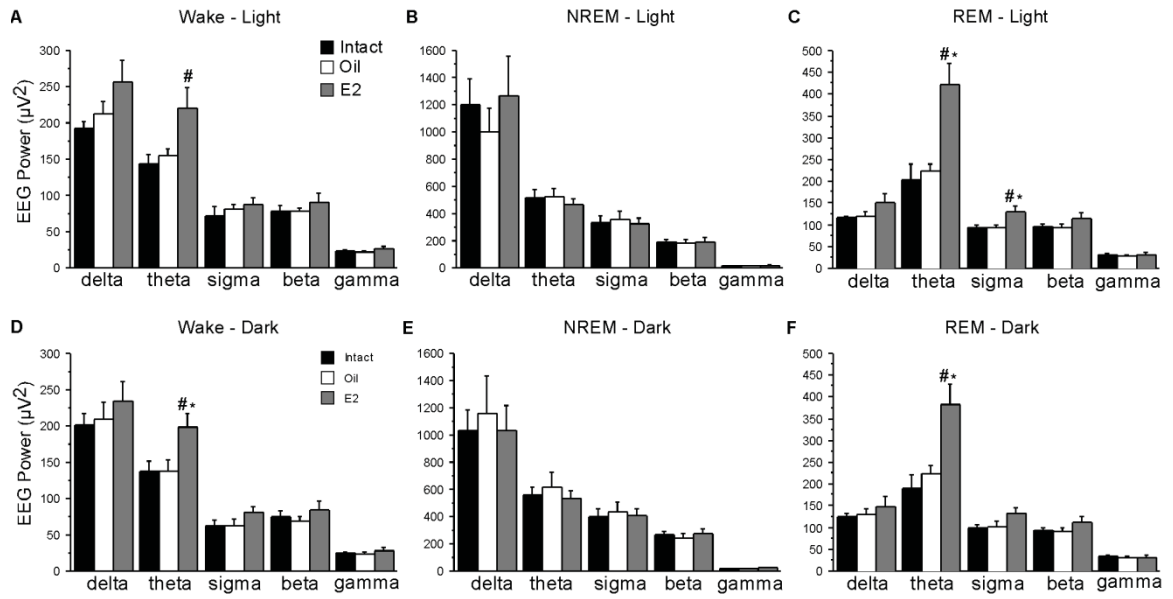 A Wake - Light
EEG Power (µV2)
300
250
200
150
100
50
0
Intact
Oil
E2
#
delta theta sigma beta gamma
B NREM - Light
1600
1400
1200
1000
800
600
400
200
0
delta theta sigma beta gamma
C REM - Light
500
450
400
350
300
250
200
150
100
50
0
#*
#*
delta theta sigma beta gamma
D Wake - Dark
EEG Power (µV2)
300
250
200
150
100
50
0
Intact
Oil
E2
#*
delta theta sigma beta gamma
E NREM - Dark
1600
1400
1200
1000
800
600
400
200
0
delta theta sigma beta gamma
F REM - Dark
500
450
400
350
300
250
200
150
100
50
0
#*
delta theta sigma beta gamma